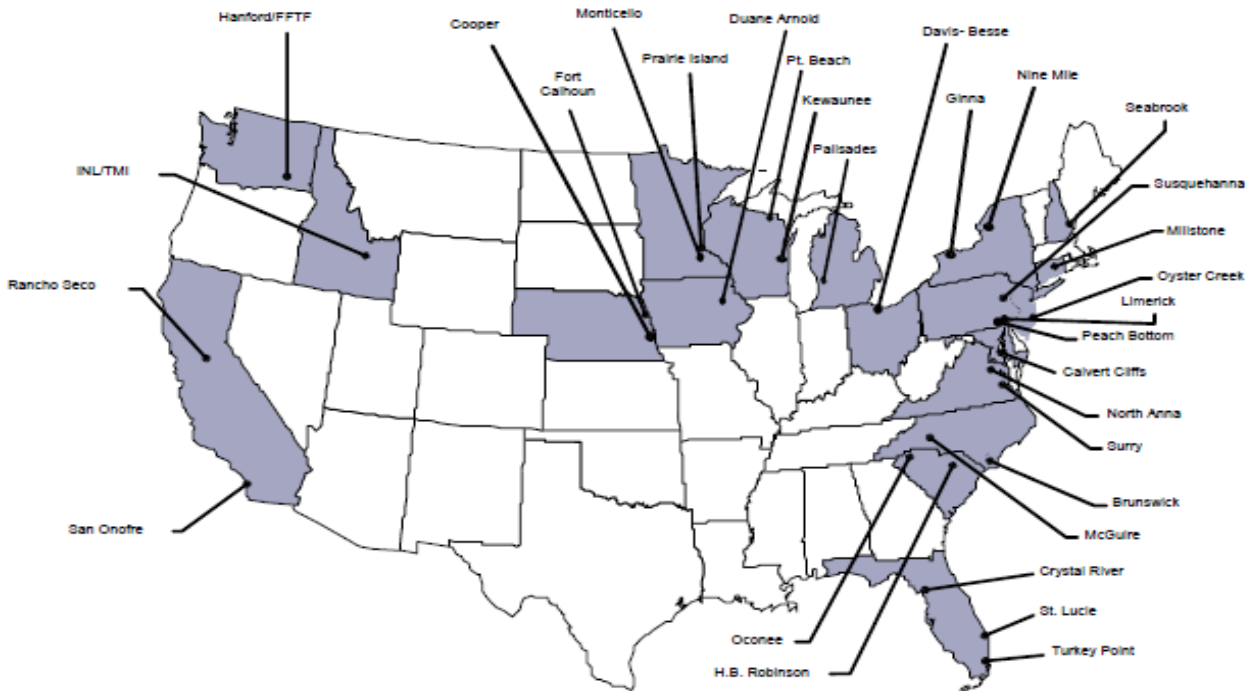 Hanford/FFTF
Cooper
Monticello
Duane Arnold
Davis- Besse
Prairie Island
Pt. Beach
Nine Mile
Fort
Calhoun
Kewaunee
Ginna
Seabrook
Palisades
INL/TMI
Susquehanna
Millstone
Rancho Seco
Oyster Creek
Limerick
Peach Bottom
Calvert Cliffs
North Anna
Surry
Brunswick
San Onofre
McGuire
Crystal River
St. Lucie
Oconee
Turkey Point
H.B. Robinson